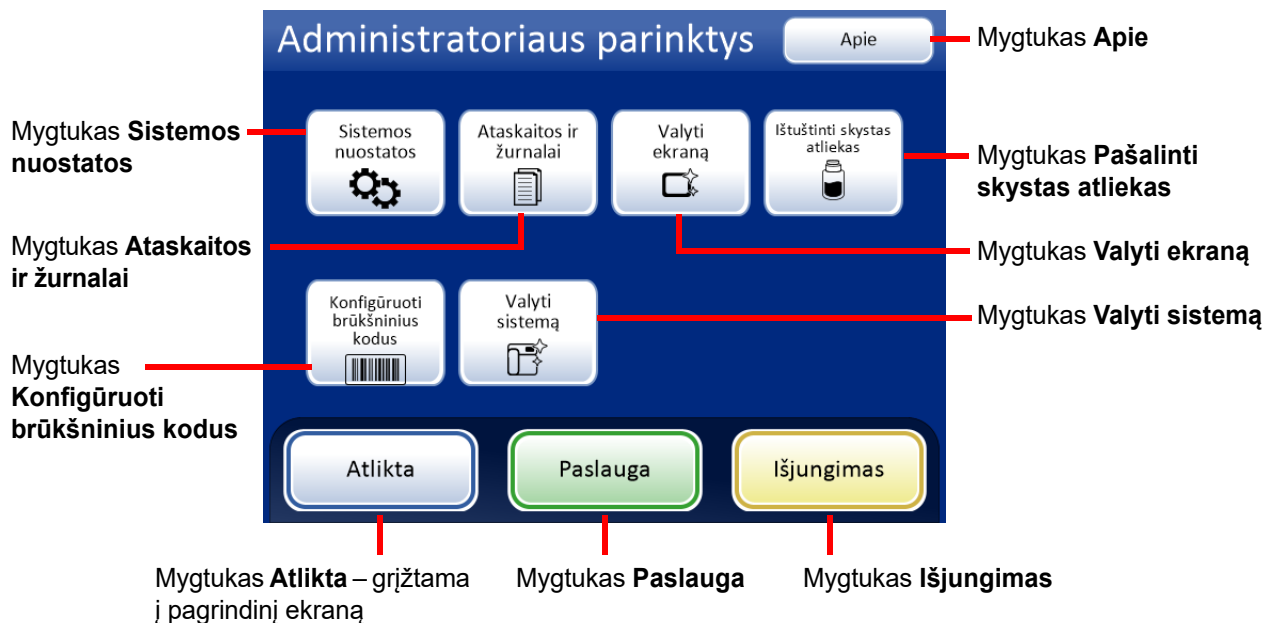 Administratoriaus parinktys
Apie
Mygtukas Apie
Mygtukas Sistemos
nuostatos
Sistemos
nuostatos
Ataskaitos ir
žurnalai
Valyti
ekraną
Ištuštinti skystas
atliekas
Mygtukas Pašalinti
skystas atliekas
Mygtukas Ataskaitos
ir žurnalai
Mygtukas Valyti ekraną
Konfigūruoti
brūkšninius
kodus
Valyti
sistemą
Mygtukas Valyti sistemą
Mygtukas
Konfigūruoti
brūkšninius kodus
Atlikta
Paslauga
Išjungimas
Mygtukas Atlikta – grįžtama
į pagrindinį ekraną
Mygtukas Paslauga
Mygtukas Išjungimas